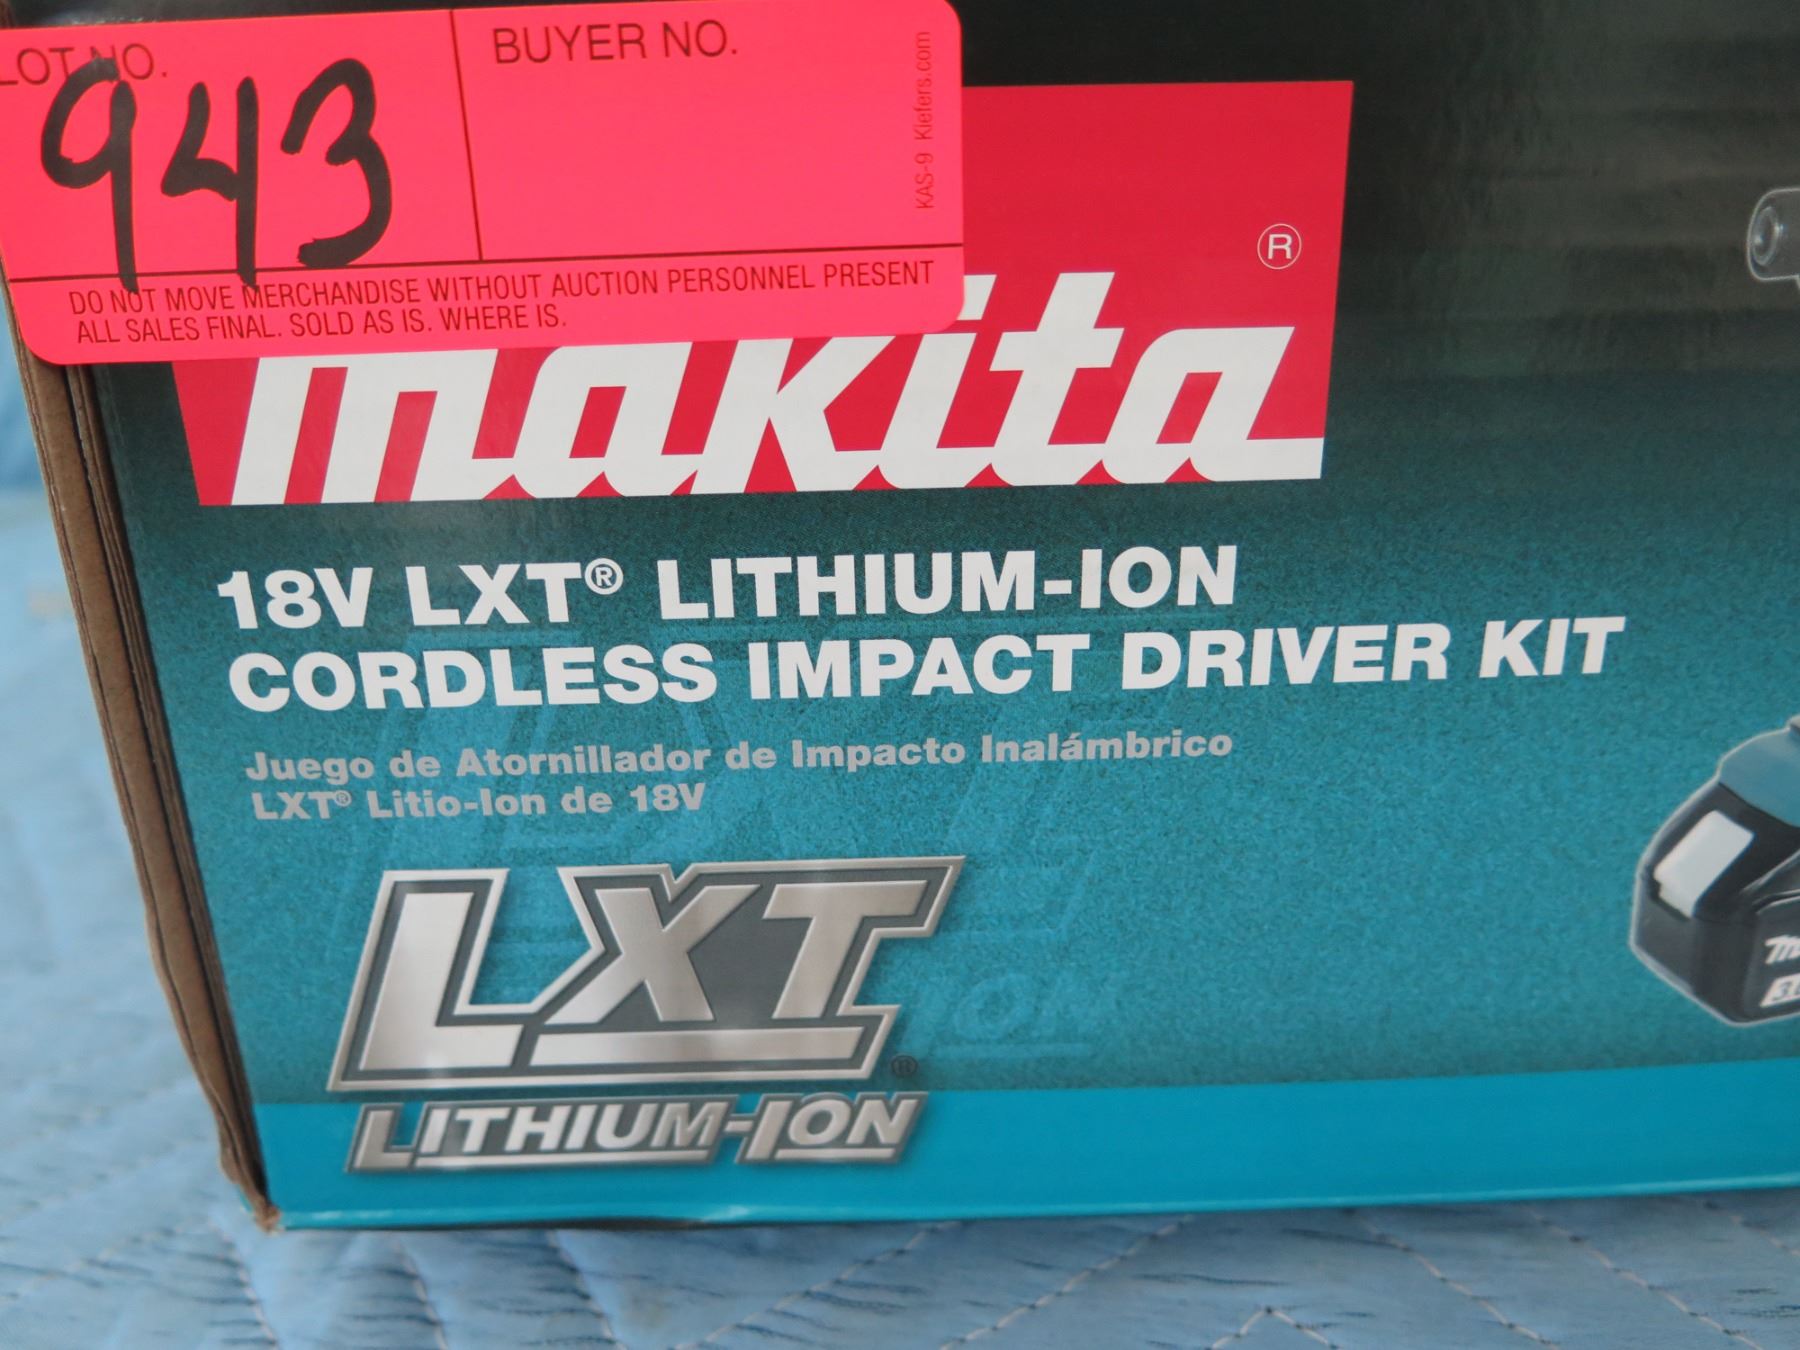 LOT NO.
943
BUYER NO.
KAS-9 Kiefers.com
DO NOT MOVE MERCHANDISE WITHOUT AUCTION PERSONNEL PRESENT
ALL SALES FINAL. SOLD AS IS. WHERE IS.
makita ®
18V LXT® LITHIUM-ION
CORDLESS IMPACT DRIVER KIT
Juego de Atornillador de Impacto Inalámbrico
LXT® Litio-Ion de 18V
LXT ®
LITHIUM-ION